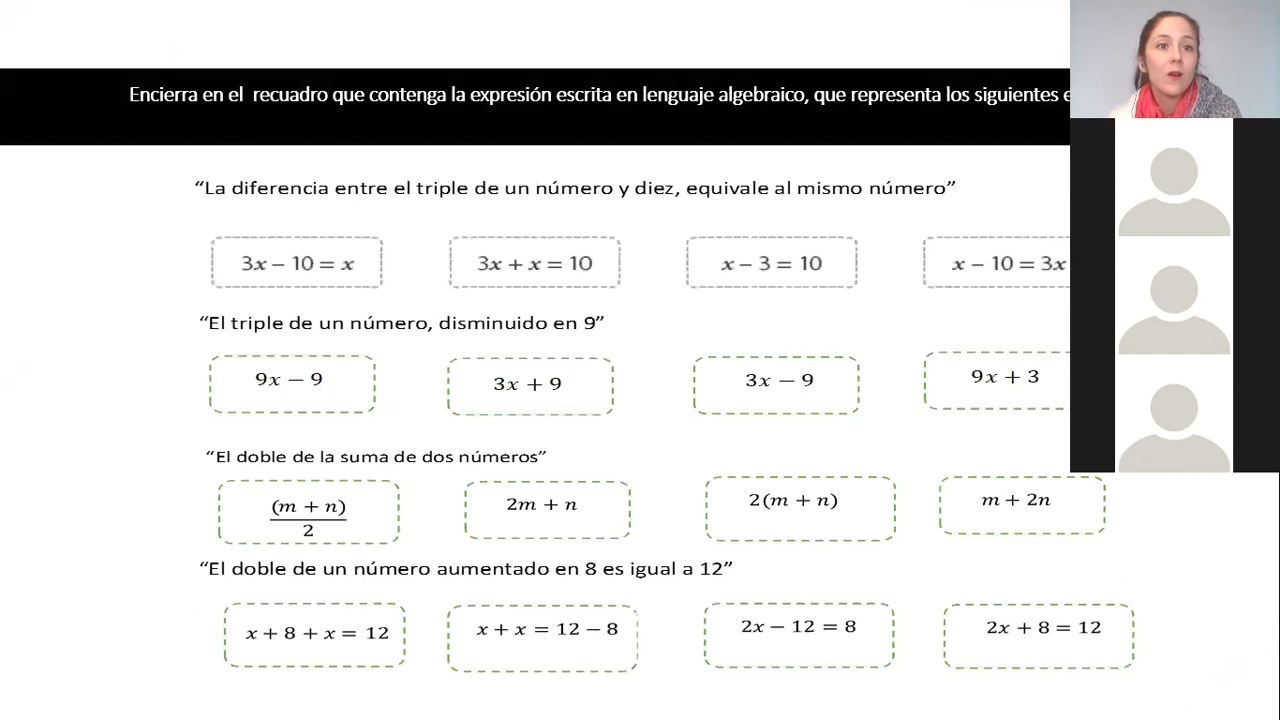 Encierra en el recuadro que contenga la expresión escrita en lenguaje algebraico, que representa los siguientes
“La diferencia entre el triple de un número y diez, equivale al mismo número”
3x − 10 = x 3x + x = 10 x − 3 = 10 x − 10 = 3x
“El triple de un número, disminuido en 9”
9x − 9 3x + 9 3x − 9 9x + 3
“El doble de la suma de dos números”
(m + n)/2 2m + n 2(m + n) m + 2n
“El doble de un número aumentado en 8 es igual a 12”
x + 8 + x = 12 x + x = 12 − 8 2x − 12 = 8 2x + 8 = 12